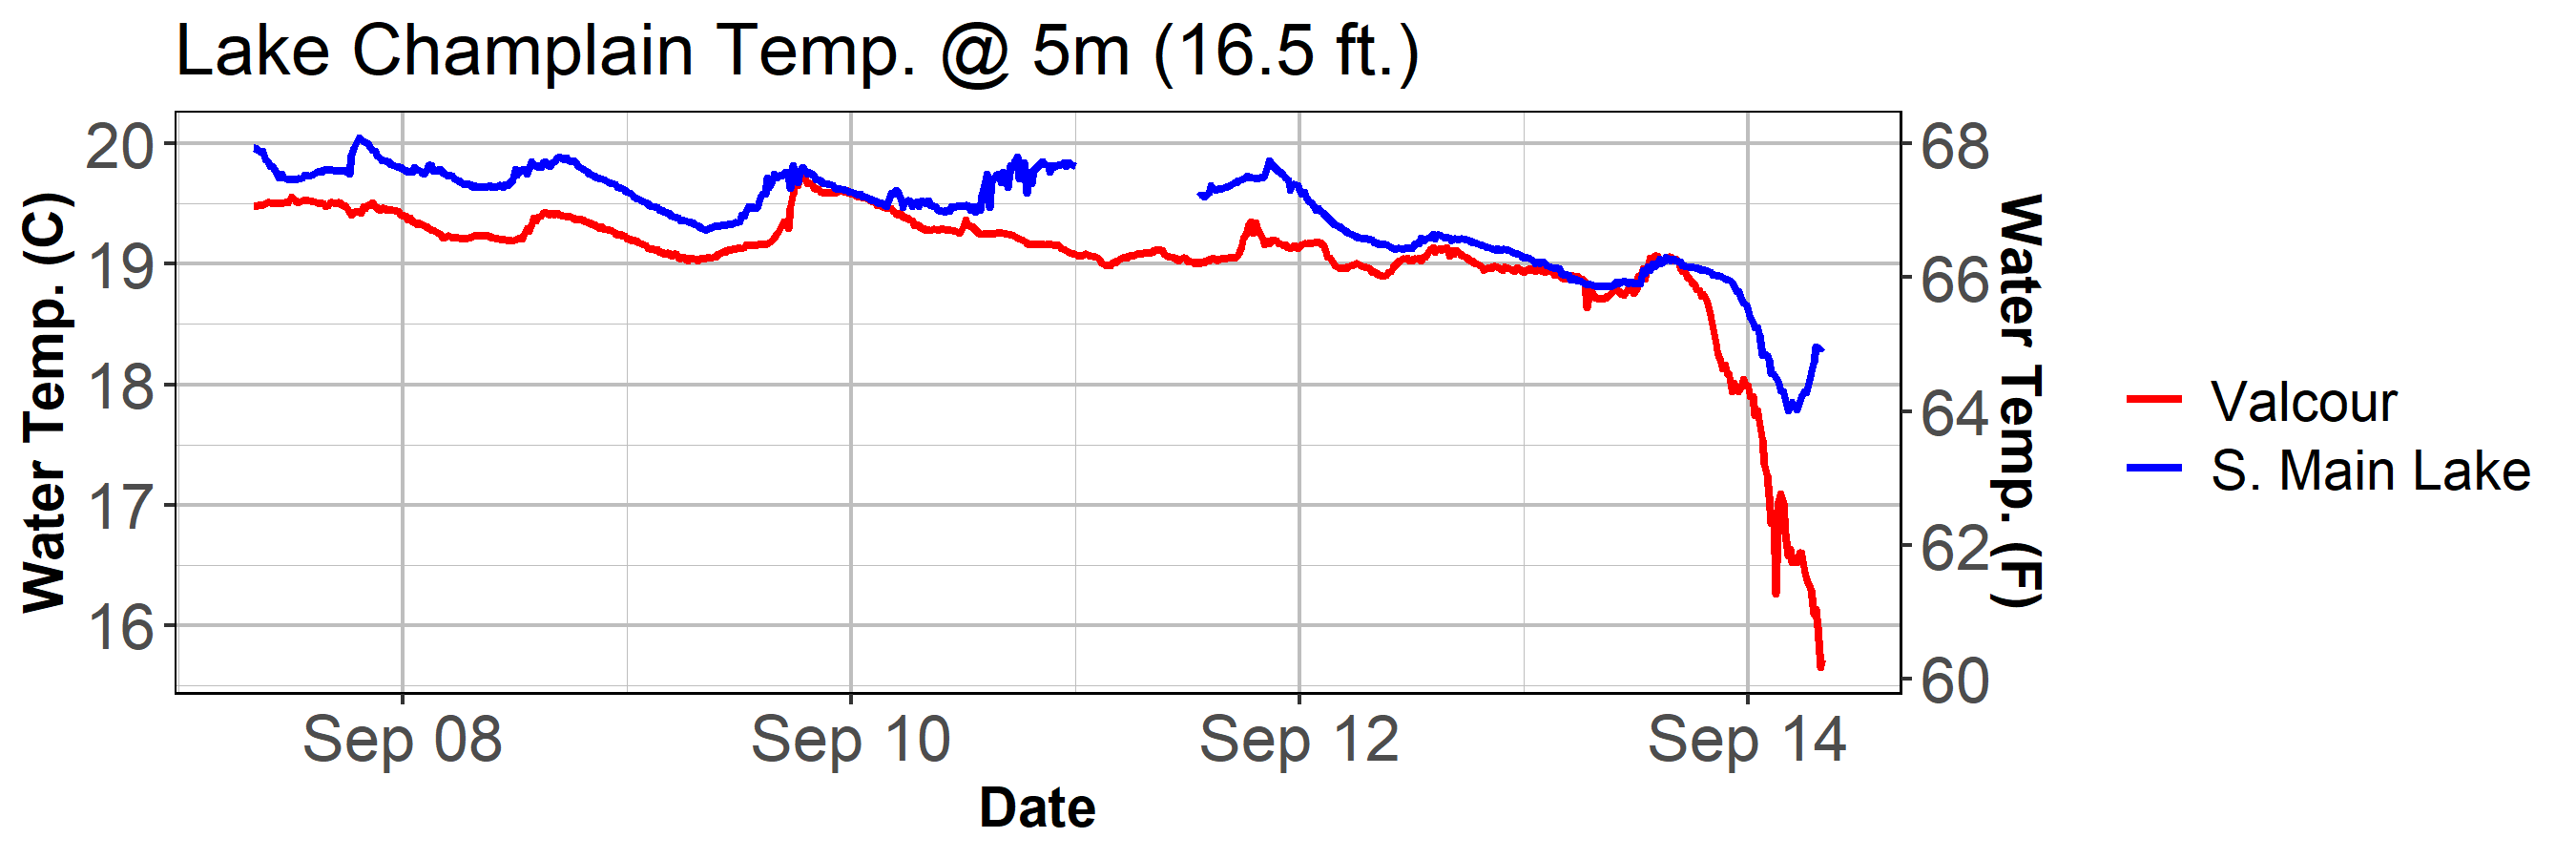 Lake Champlain Temp. @ 5m (16.5 ft.)
Water Temp. (C)
20
19
18
17
16
68
66
64
62
60
Water Temp. (F)
Sep 08
Sep 10
Sep 12
Sep 14
Date
Valcour
S. Main Lake